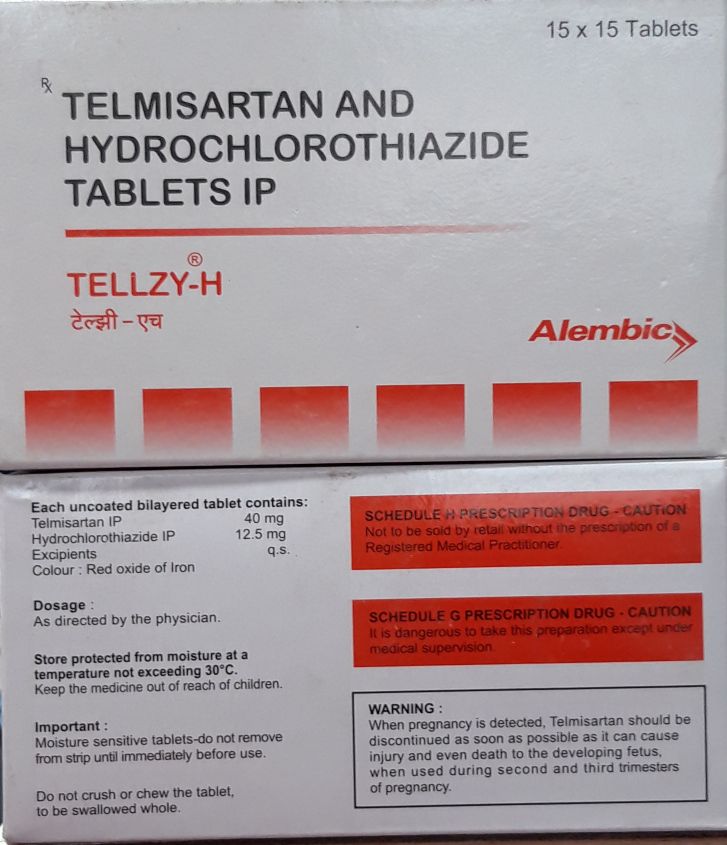 15 x 15 Tablets
Rx
TELMISARTAN AND
HYDROCHLOROTHIAZIDE
TABLETS IP
TELLZY-H®
टेल्झी - एच
Alembic
Each uncoated bilayered tablet contains:
Telmisartan IP 40 mg
Hydrochlorothiazide IP 12.5 mg
Excipients q.s.
Colour : Red oxide of Iron
Dosage :
As directed by the physician.
Store protected from moisture at a
temperature not exceeding 30°C.
Keep the medicine out of reach of children.
Important :
Moisture sensitive tablets-do not remove
from strip until immediately before use.
Do not crush or chew the tablet,
to be swallowed whole.
SCHEDULE H PRESCRIPTION DRUG - CAUTION
Not to be sold by retail without the prescription of a
Registered Medical Practitioner.
SCHEDULE G PRESCRIPTION DRUG - CAUTION
It is dangerous to take this preparation except under
medical supervision.
WARNING :
When pregnancy is detected, Telmisartan should be
discontinued as soon as possible as it can cause
injury and even death to the developing fetus,
when used during second and third trimesters
of pregnancy.